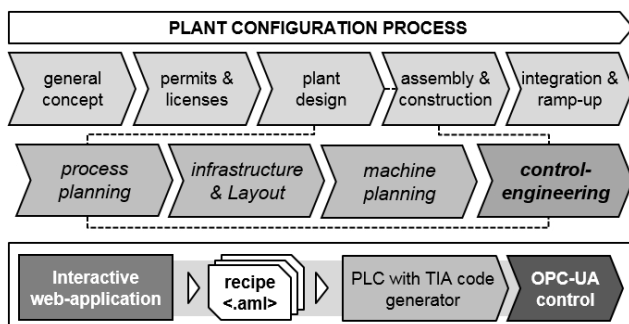 PLANT CONFIGURATION PROCESS
general concept
permits & licenses
plant design
assembly & construction
integration & ramp-up
process planning
infrastructure & Layout
machine planning
control-engineering
Interactive web-application
recipe <.aml>
PLC with TIA code generator
OPC-UA control